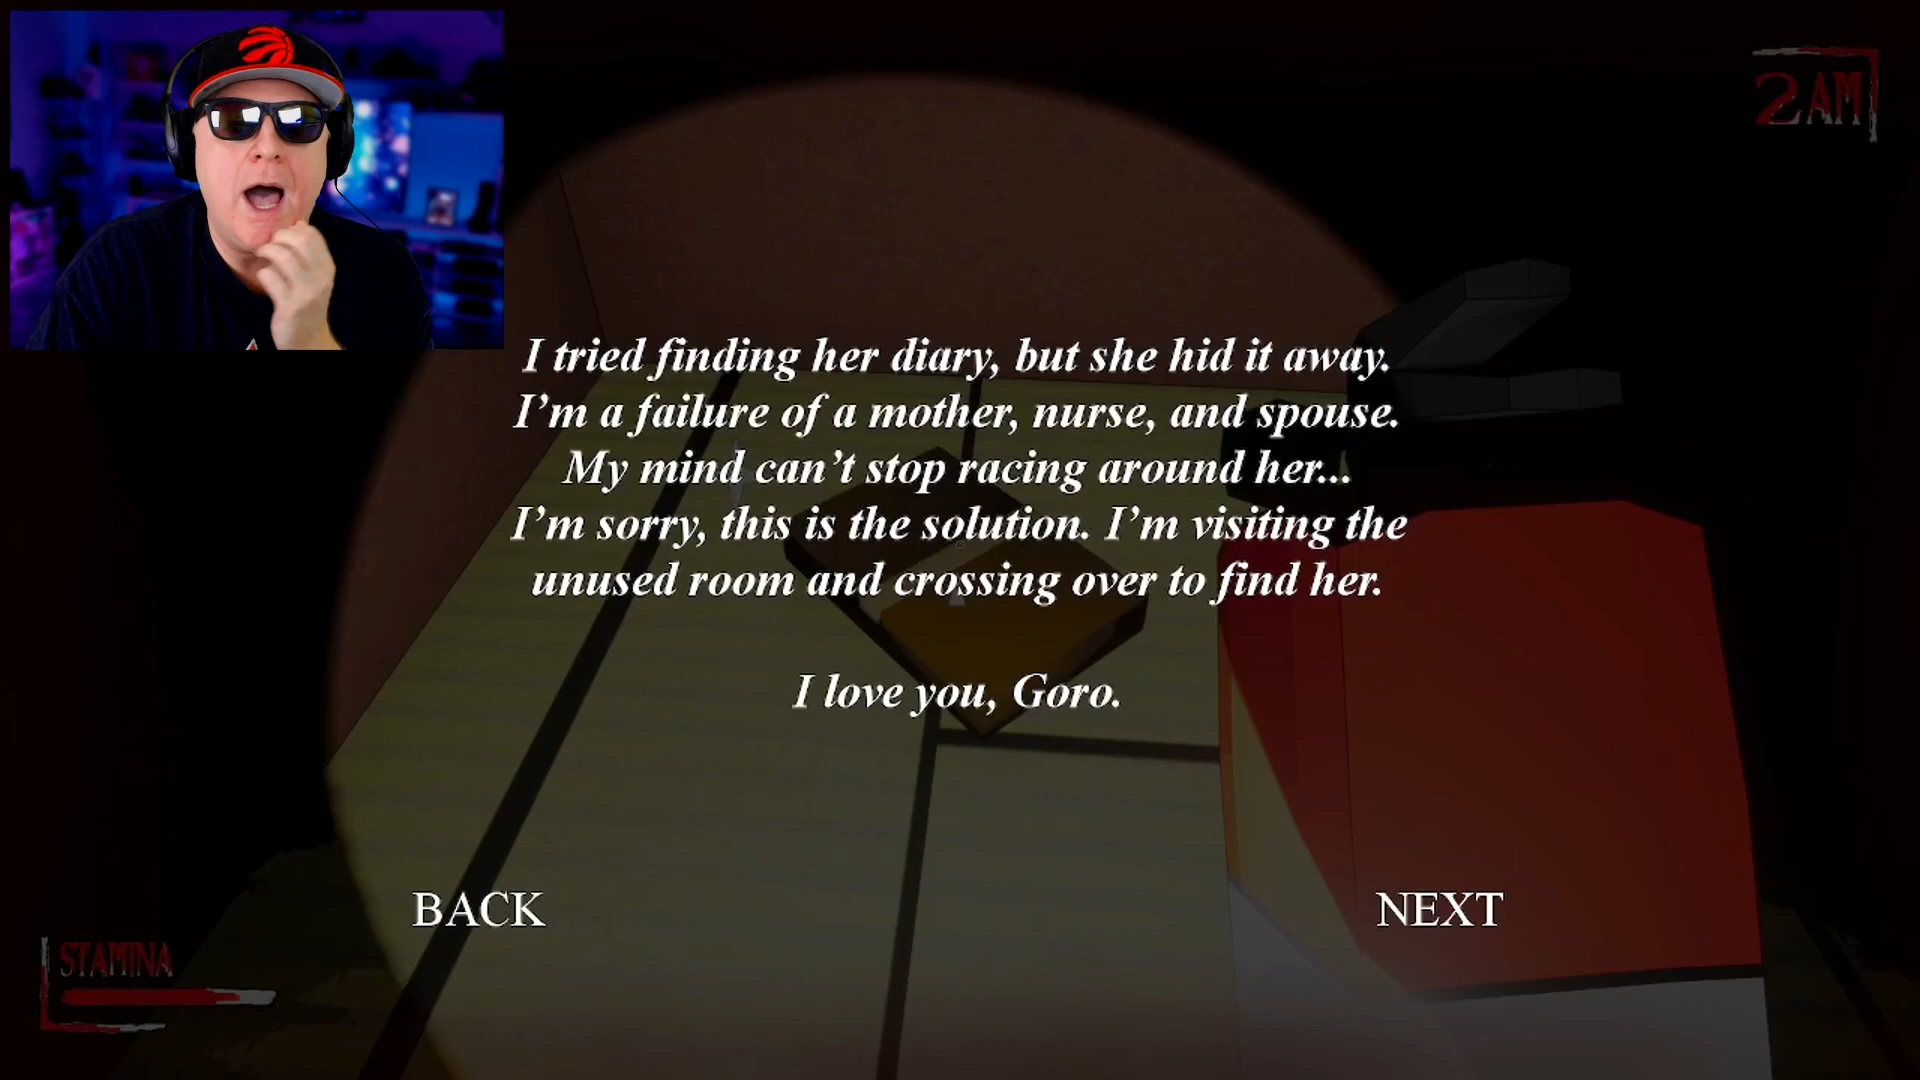 2 AM
I tried finding her diary, but she hid it away.
I’m a failure of a mother, nurse, and spouse.
My mind can’t stop racing around her...
I’m sorry, this is the solution. I’m visiting the
unused room and crossing over to find her.
I love you, Goro.
BACK
NEXT
STAMINA